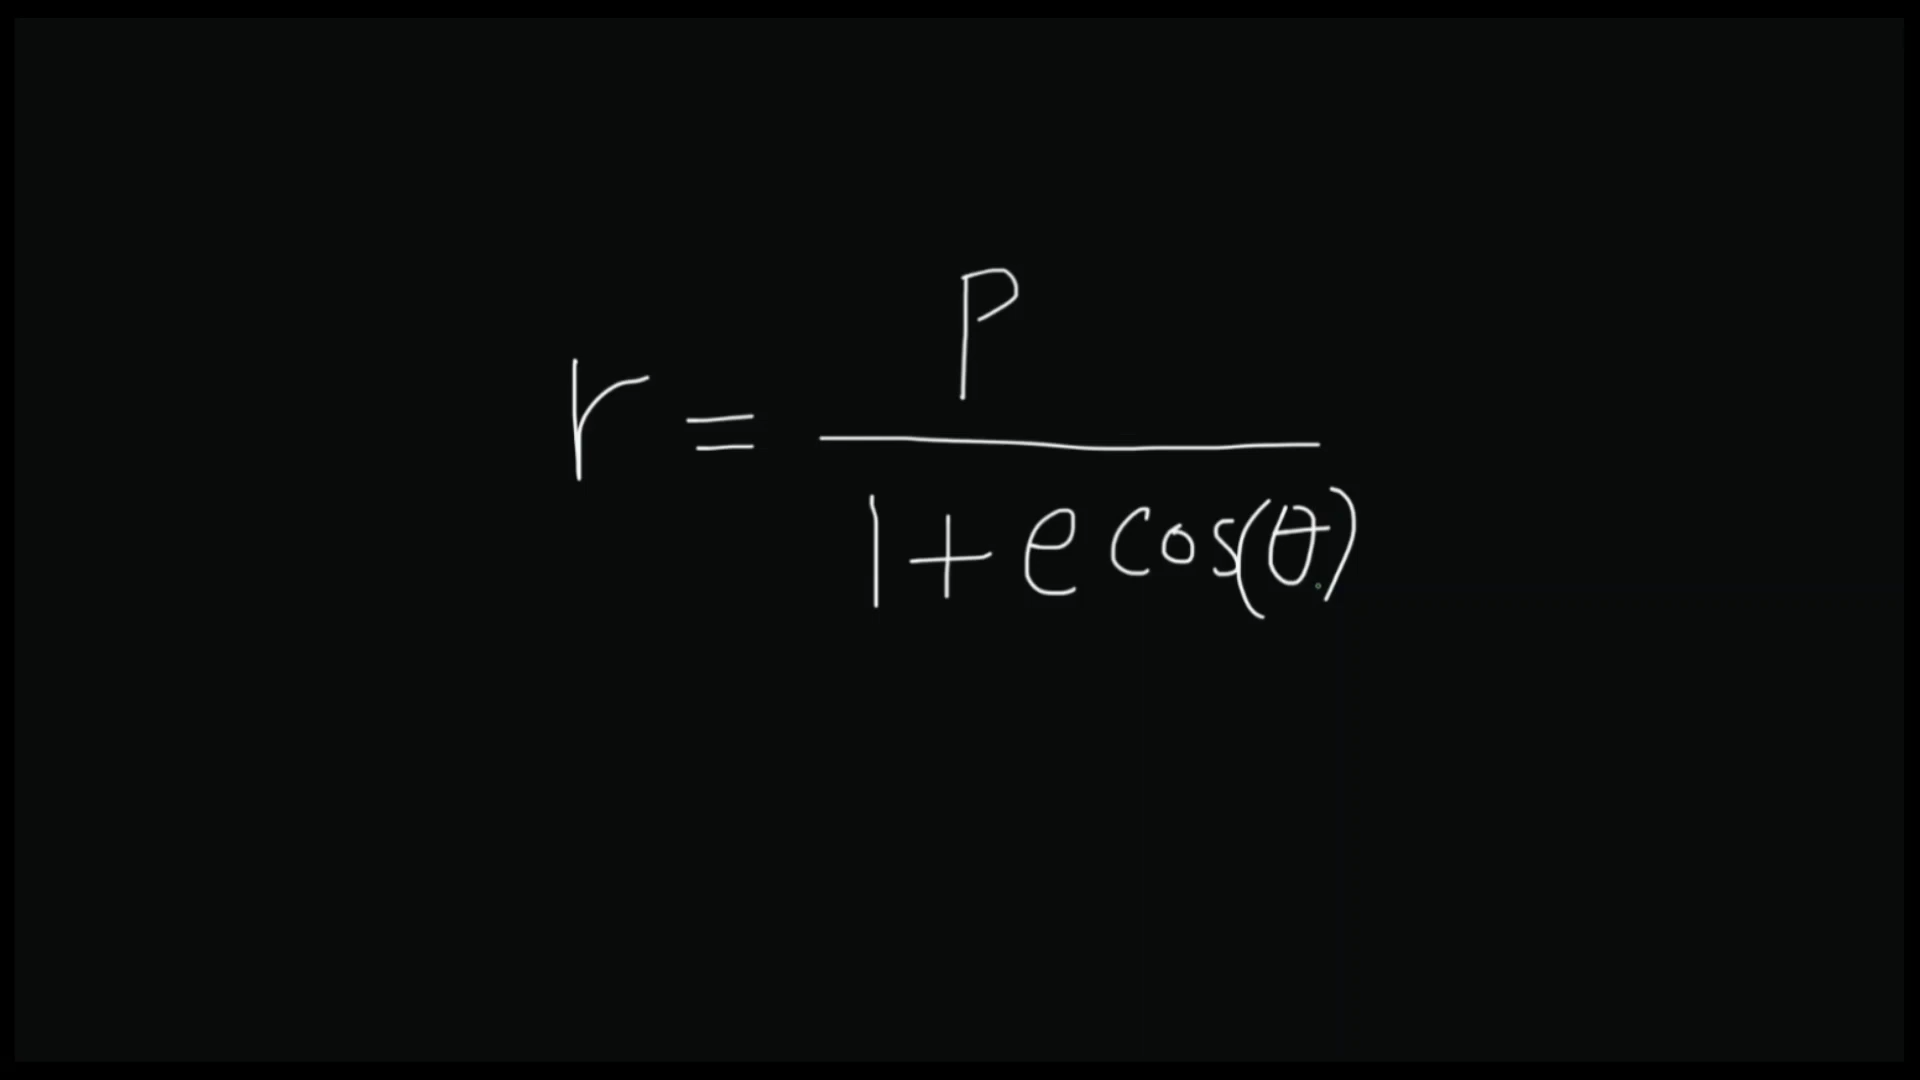 r = P / 1 + e cos(θ)